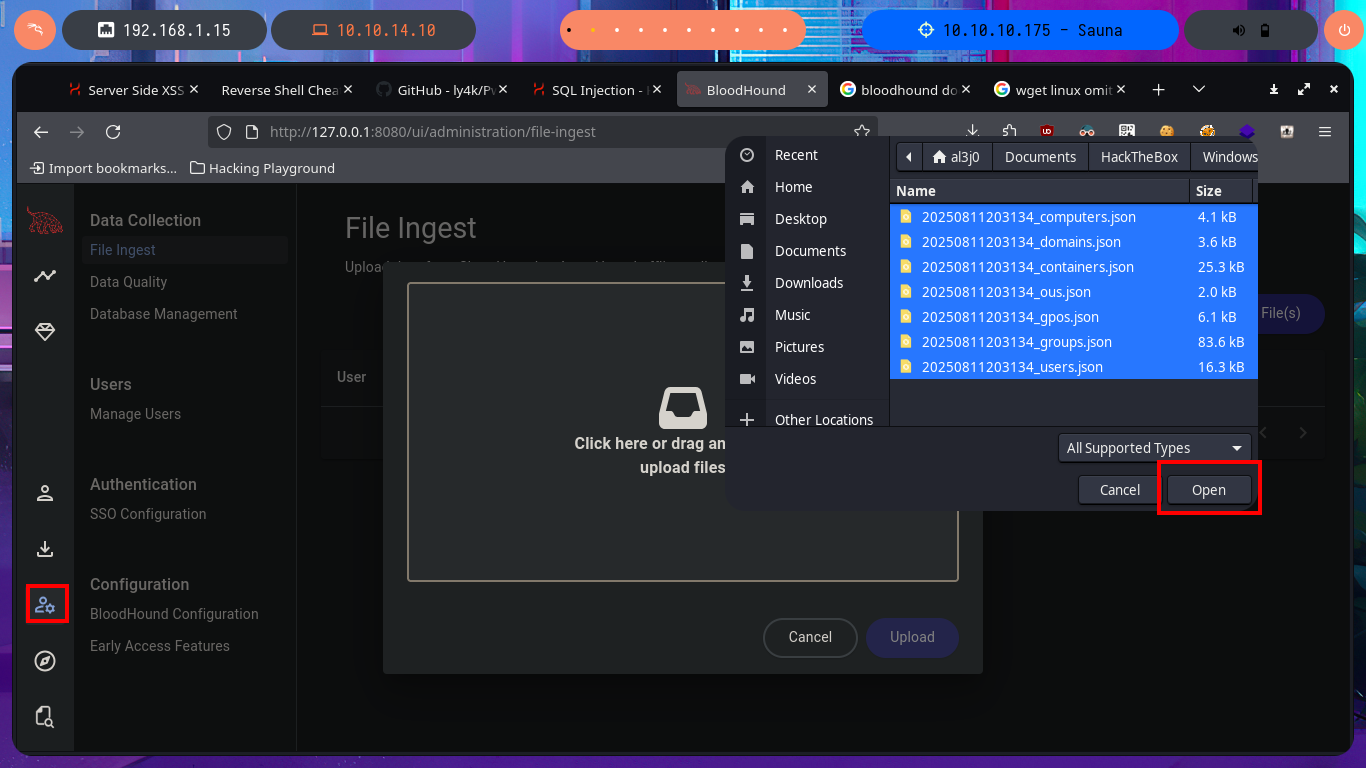 192.168.1.15
10.10.14.10
10.10.10.175 - Sauna
Server Side XSS
Reverse Shell Chea
GitHub - ly4k/Pw
SQL Injection - H
BloodHound
bloodhound do
wget linux omit
http://127.0.0.1:8080/ui/administration/file-ingest
Import bookmarks...
Hacking Playground
Data Collection
File Ingest
Data Quality
Database Management
Users
Manage Users
Authentication
SSO Configuration
Configuration
BloodHound Configuration
Early Access Features
File Ingest
User
File(s)
Click here or drag an
upload files
Cancel
Upload
Recent
Home
Desktop
Documents
Downloads
Music
Pictures
Videos
Other Locations
al3j0
Documents
HackTheBox
Windows
Name Size
20250811203134_computers.json 4.1 kB
20250811203134_domains.json 3.6 kB
20250811203134_containers.json 25.3 kB
20250811203134_ous.json 2.0 kB
20250811203134_gpos.json 6.1 kB
20250811203134_groups.json 83.6 kB
20250811203134_users.json 16.3 kB
All Supported Types
Cancel
Open